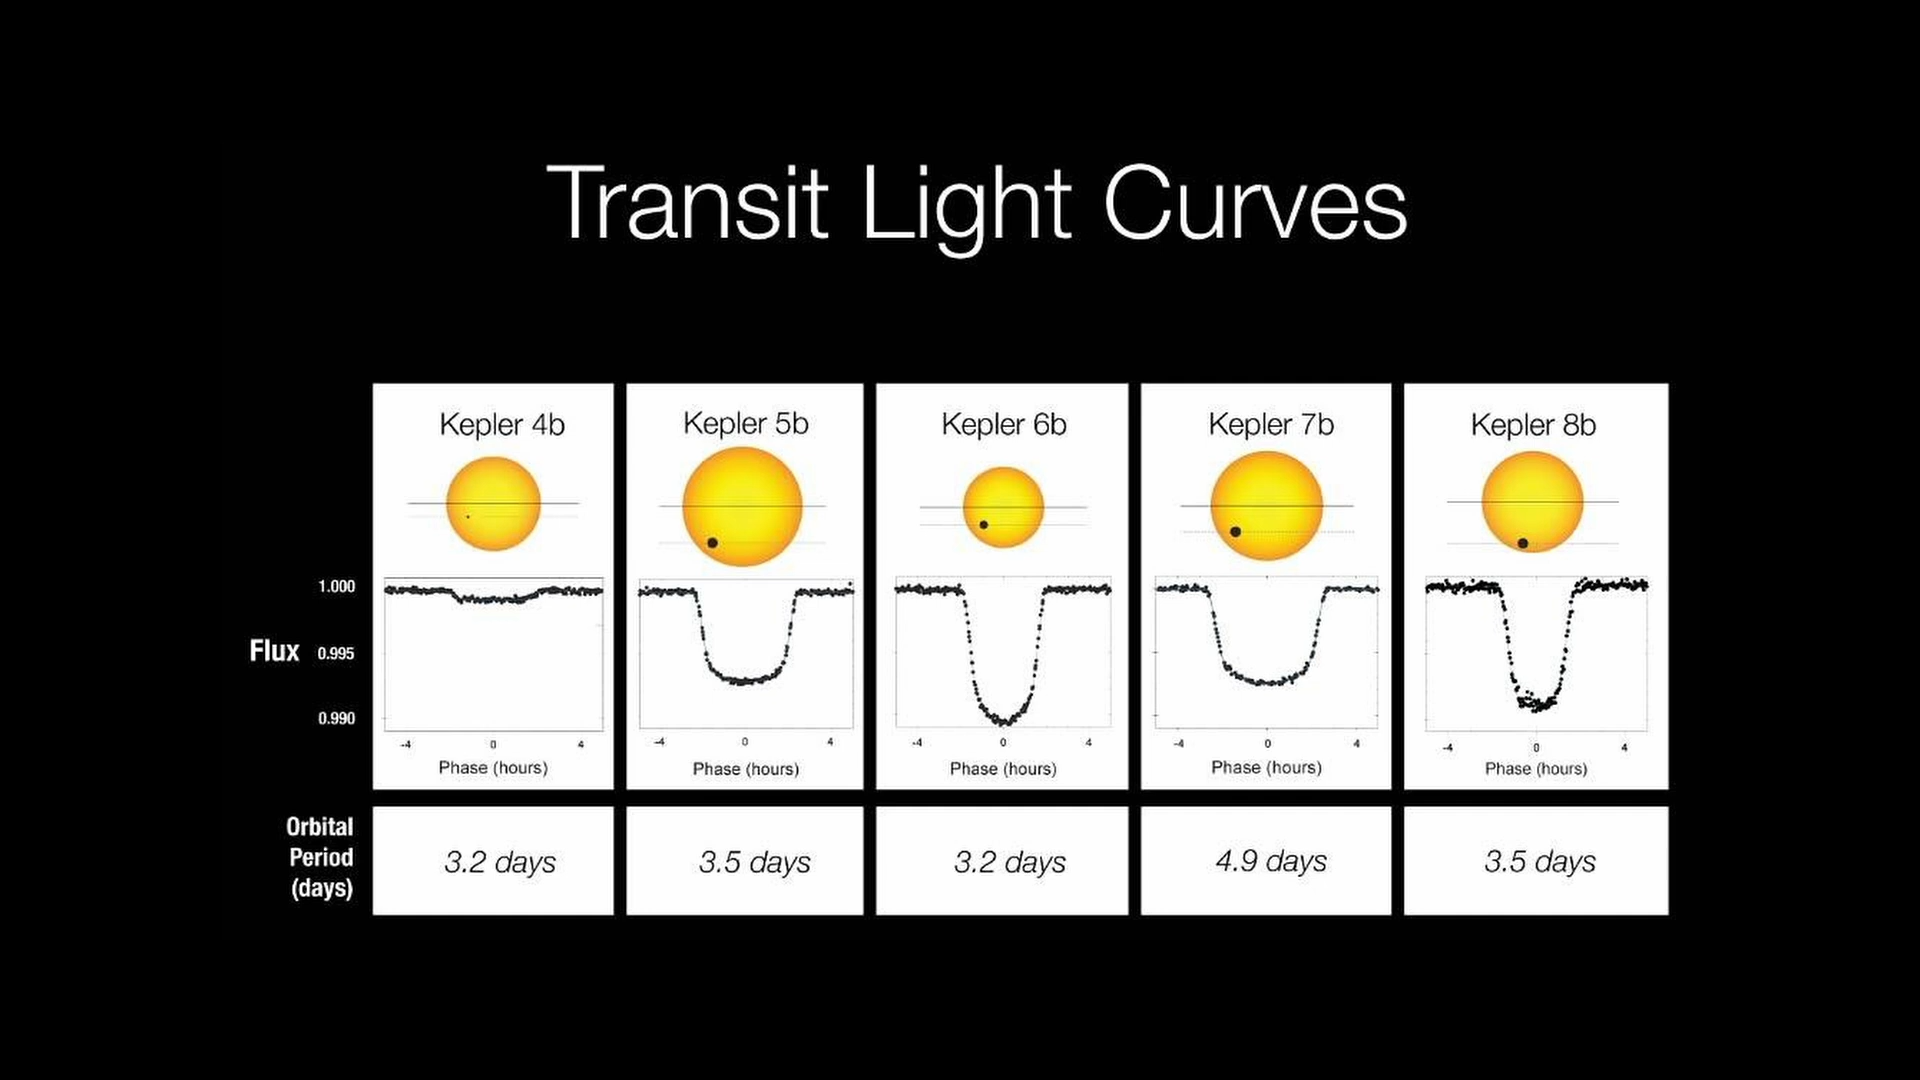 Transit Light Curves
Kepler 4b
Kepler 5b
Kepler 6b
Kepler 7b
Kepler 8b
Flux
1.000
0.995
0.990
-4 0 4
-4 0 4
-4 0 4
-4 0 4
-4 0 4
Phase (hours)
Phase (hours)
Phase (hours)
Phase (hours)
Phase (hours)
Orbital
Period
(days)
3.2 days
3.5 days
3.2 days
4.9 days
3.5 days